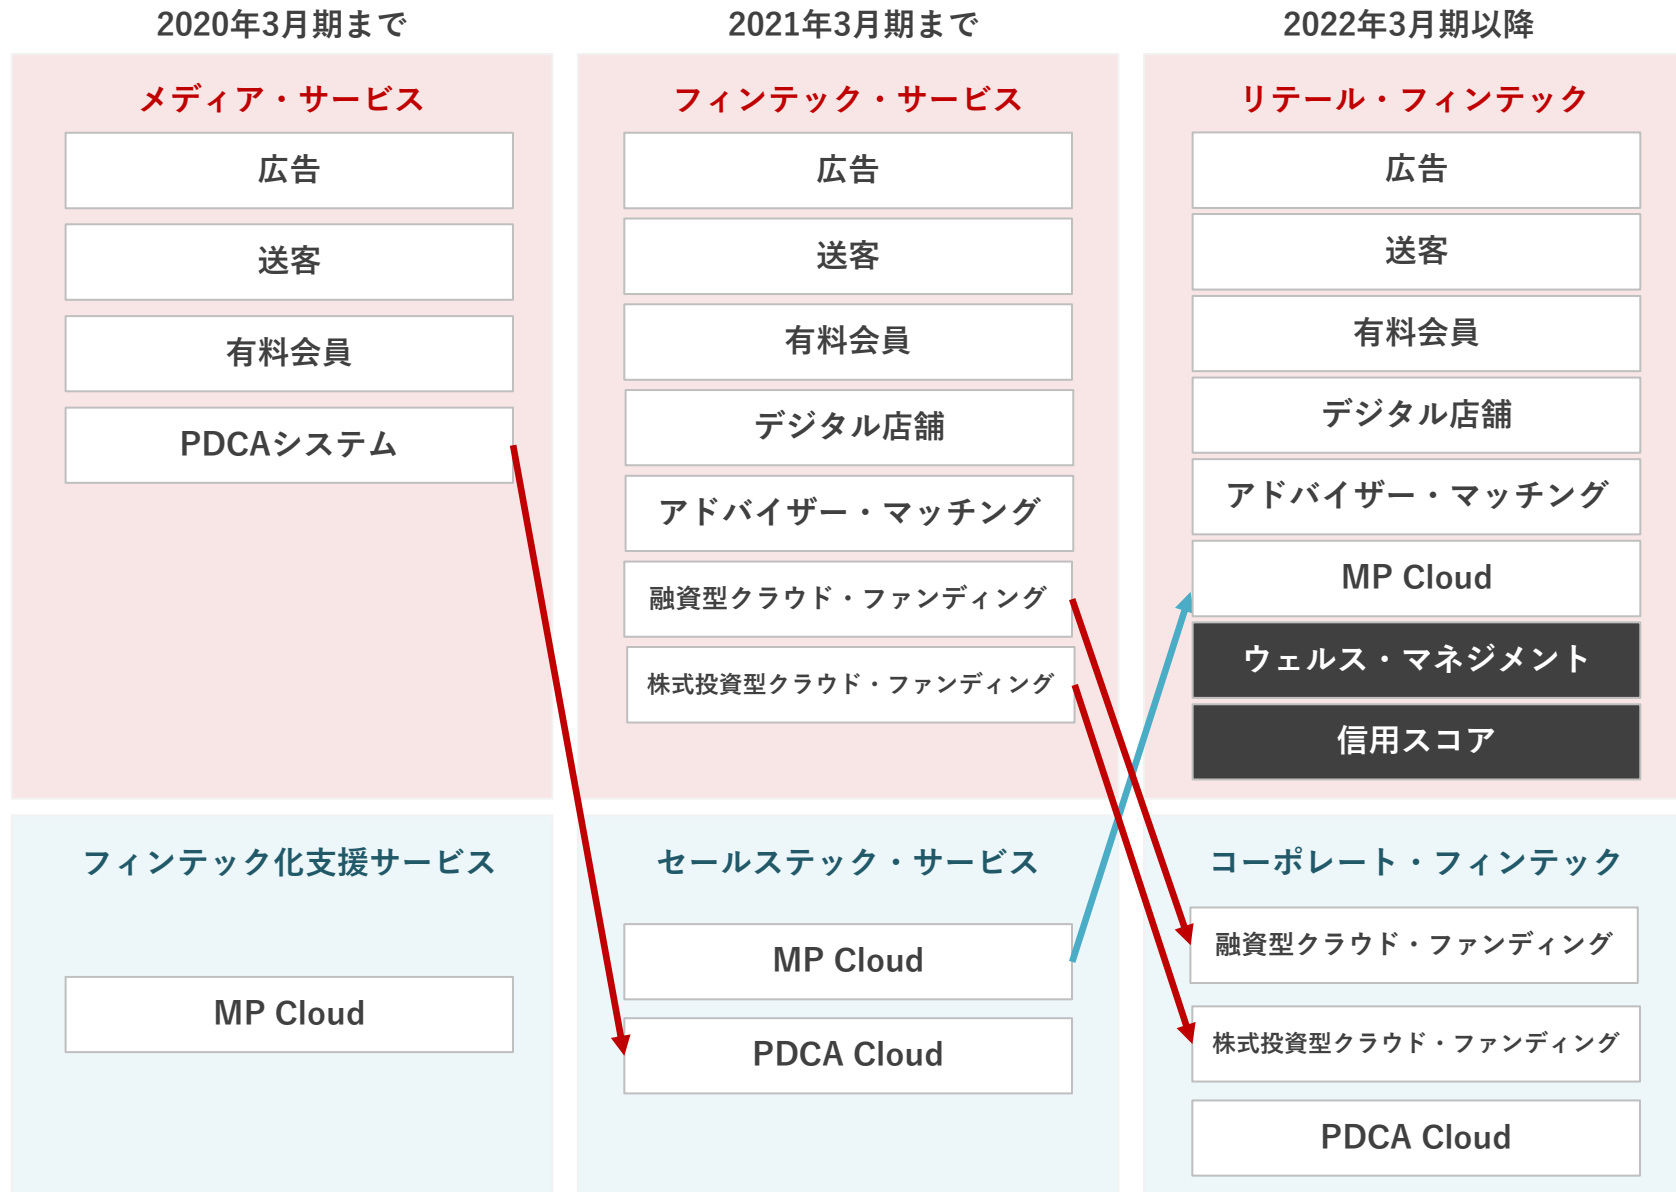 2020年3月期まで
メディア・サービス
広告
送客
有料会員
PDCAシステム
フィンテック化支援サービス
MP Cloud
2021年3月期まで
フィンテック・サービス
広告
送客
有料会員
デジタル店舗
アドバイザー・マッチング
融資型クラウド・ファンディング
株式投資型クラウド・ファンディング
セールステック・サービス
MP Cloud
PDCA Cloud
2022年3月期以降
リテール・フィンテック
広告
送客
有料会員
デジタル店舗
アドバイザー・マッチング
MP Cloud
ウェルス・マネジメント
信用スコア
コーポレート・フィンテック
融資型クラウド・ファンディング
株式投資型クラウド・ファンディング
PDCA Cloud